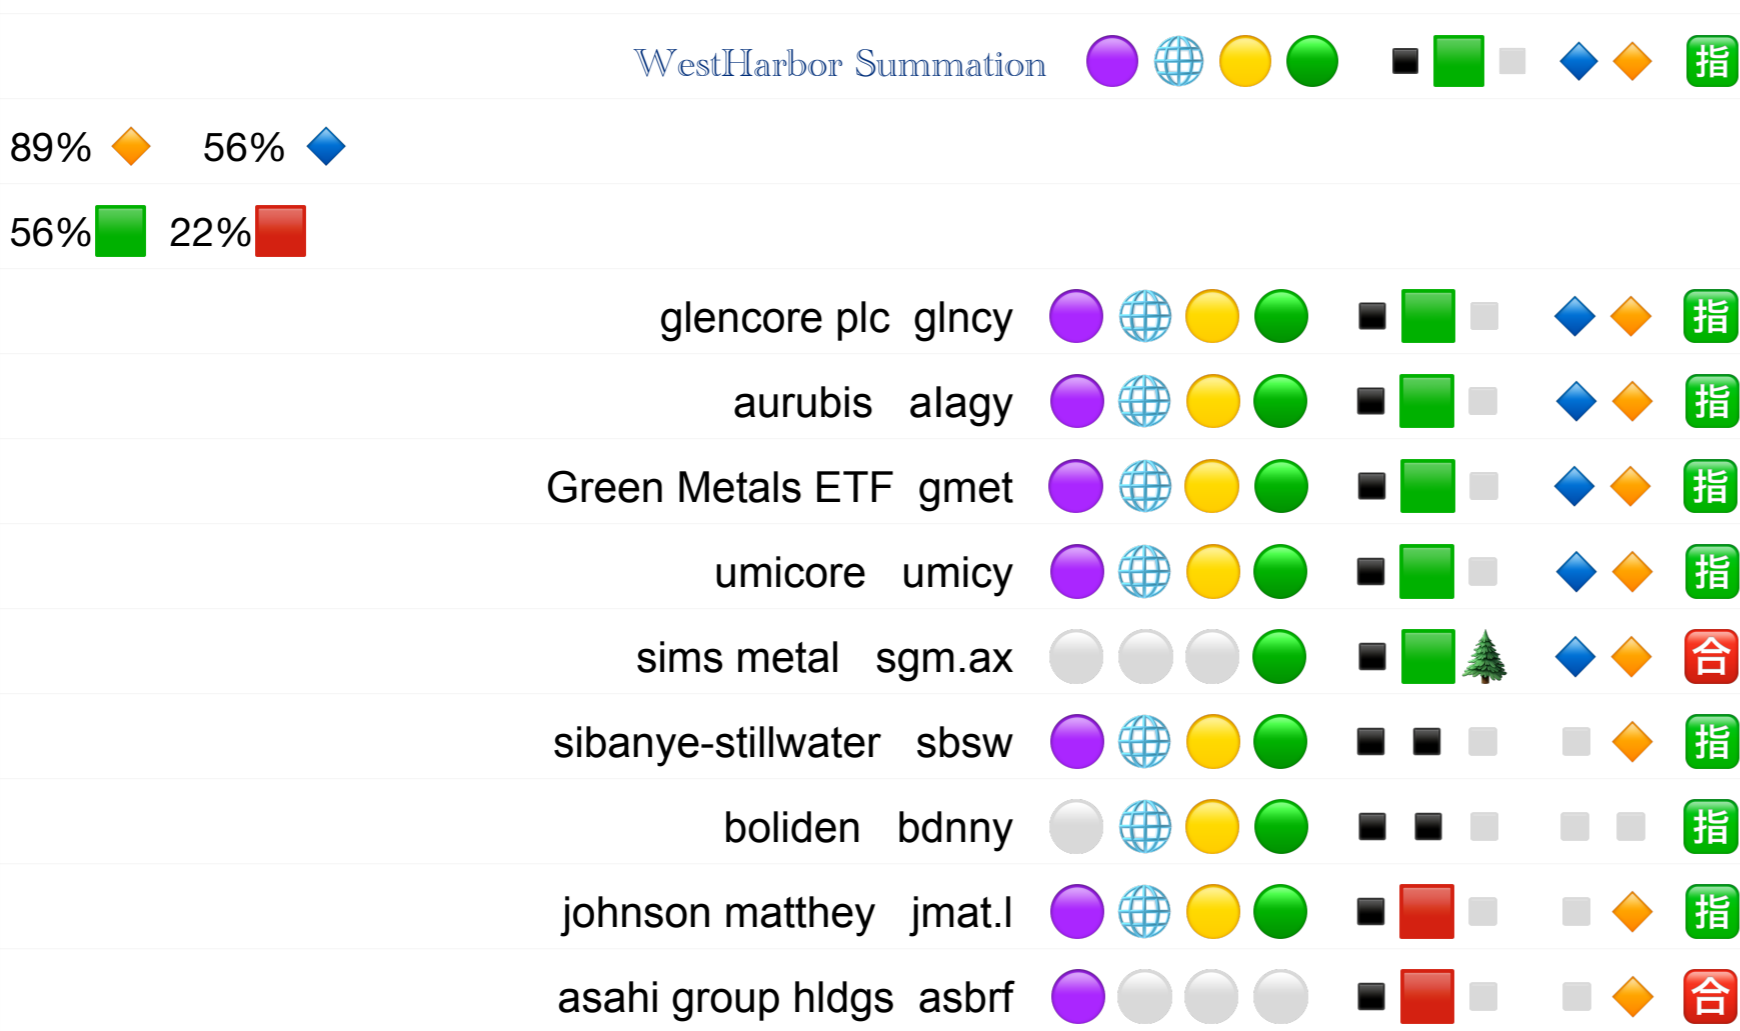 WestHarbor Summation 指
89% 56%
56% 22%
glencore plc glncy 指
aurubis alagy 指
Green Metals ETF gmet 指
umicore umicy 指
sims metal sgm.ax 合
sibanye-stillwater sbsw 指
boliden bdnny 指
johnson matthey jmat.l 指
asahi group hldgs asbrf 合